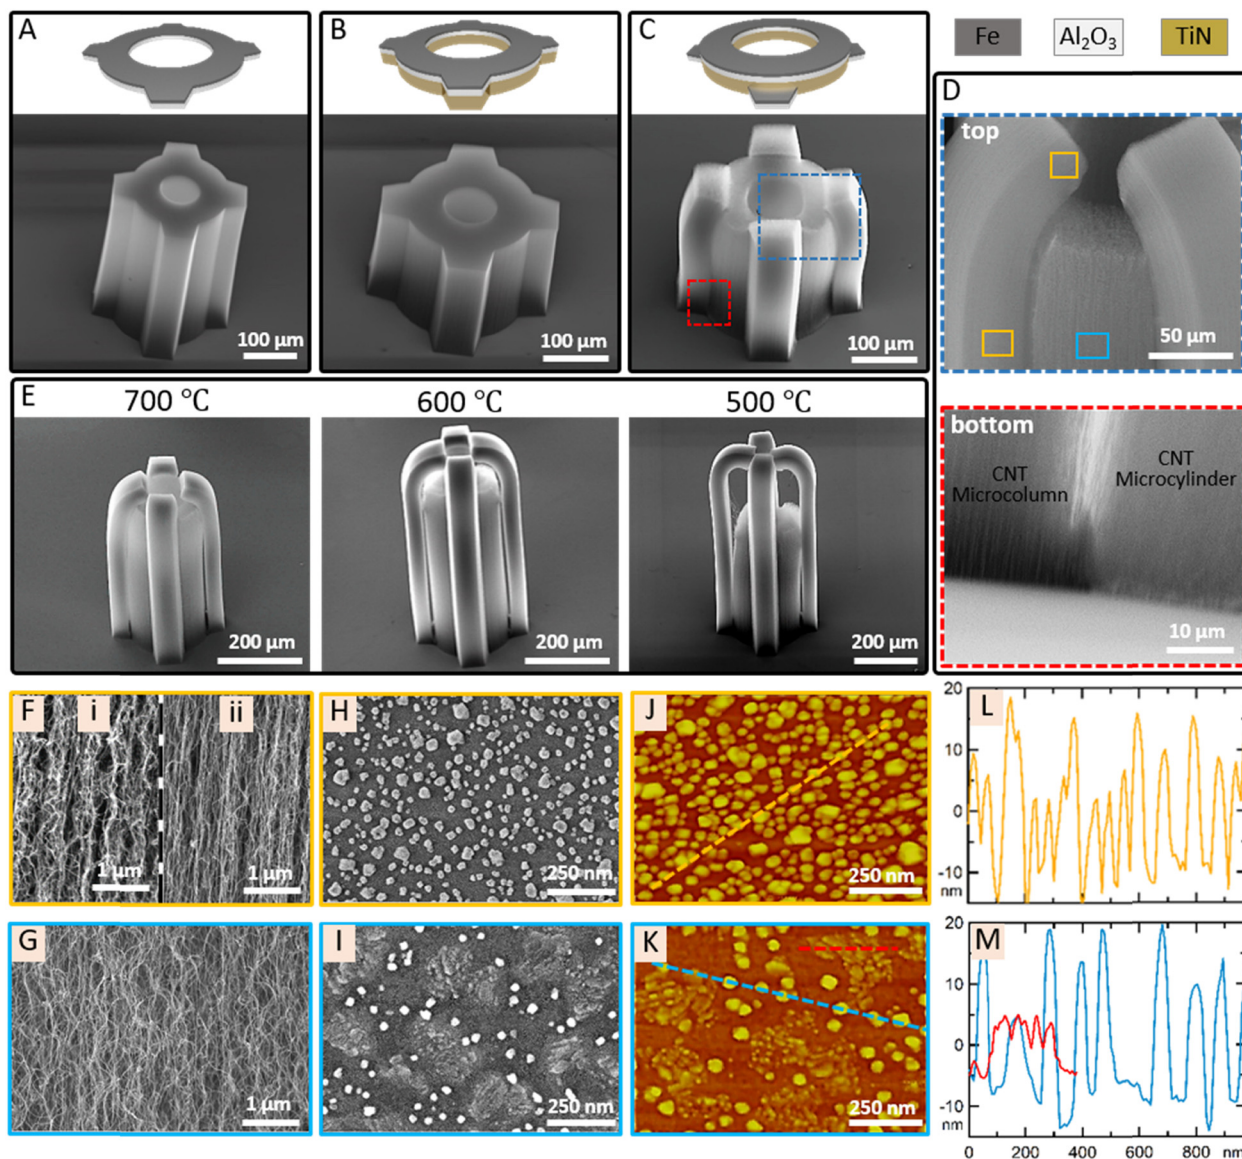 A
B
C
Fe
Al₂O₃
TiN
100 μm
100 μm
100 μm
D
top
50 μm
bottom
CNT
Microcolumn
CNT
Microcylinder
10 μm
E
700 °C
600 °C
500 °C
200 μm
200 μm
200 μm
F
i
ii
1 μm
1 μm
H
250 nm
J
250 nm
L
20
10
0
-10
nm
G
1 μm
I
250 nm
K
250 nm
M
20
10
0
-10
nm
0
200
400
600
800
nm